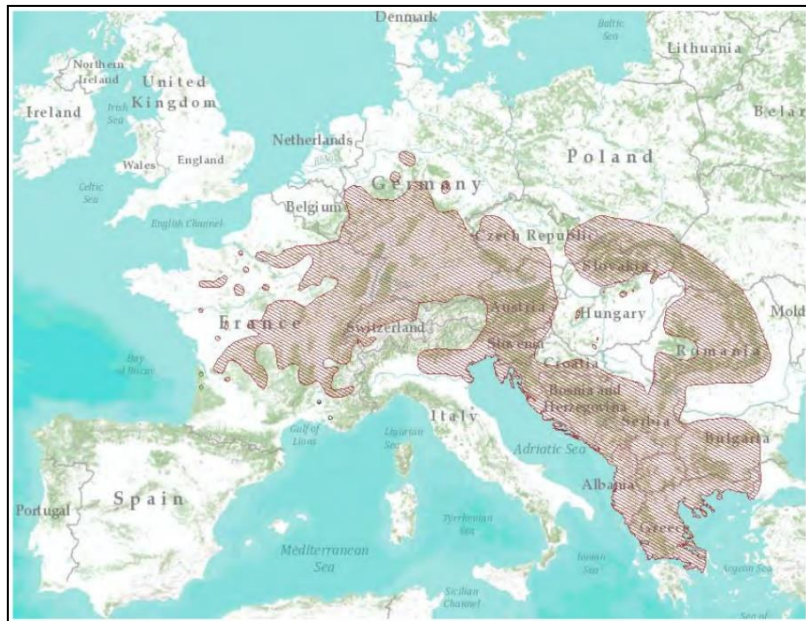 Denmark
Baltic
Sea
Lithuania
Northern
Ireland
United
Kingdom
Ireland
Irish
Sea
Belar
Netherlands
Poland
Wales
England
Germany
Celtic
Sea
Belgium
English Channel
Czech Republic
Slovakia
Austria
Hungary
Mold
France
Switzerland
Slovenia
Romania
Bay
of Biscay
Croatia
Bosnia and
Herzegovina
Serbia
Italy
Gulf of
Lions
Ligurian
Sea
Bulgaria
Adriatic Sea
Portugal
Spain
Albania
Tyrrhenian
Sea
Greece
Mediterranean
Sea
Ionian
Sea
Aegean Sea
Sicilian
Channel
Sea of